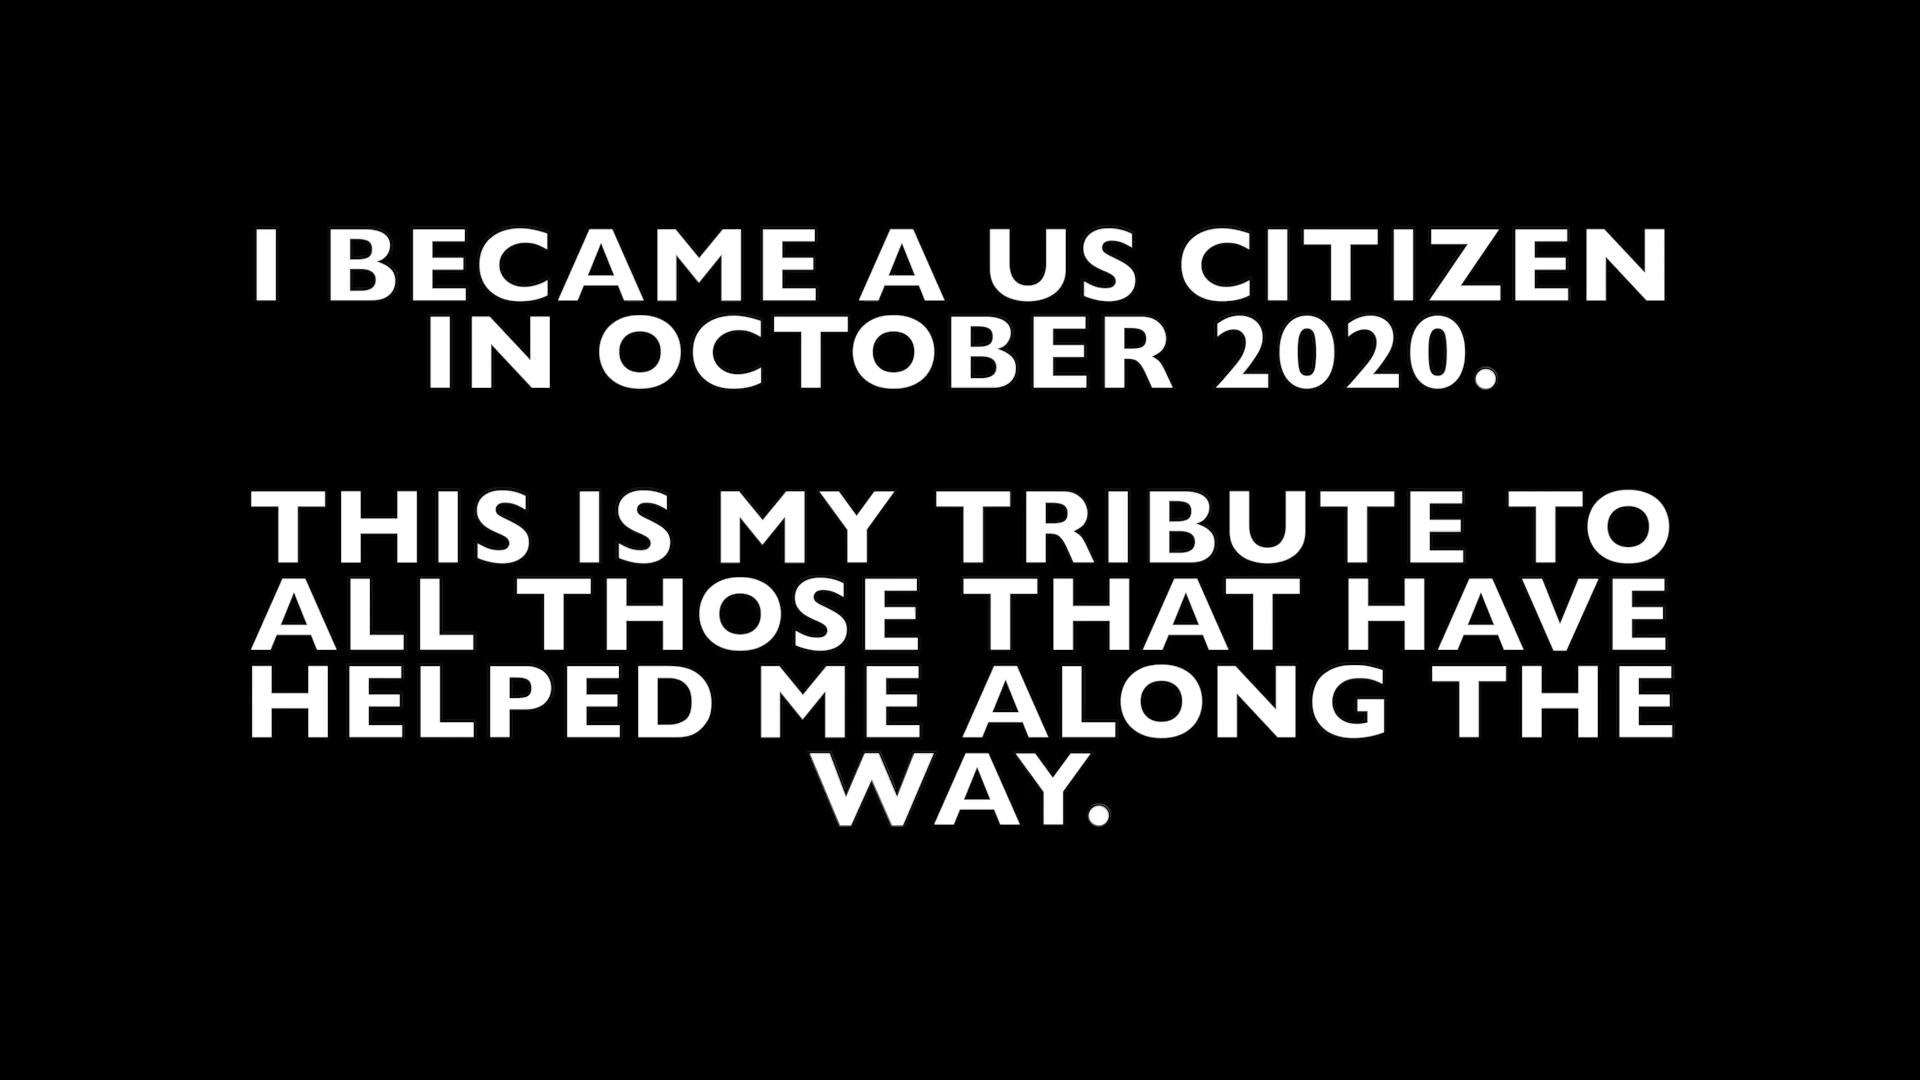 I BECAME A US CITIZEN
IN OCTOBER 2020.
THIS IS MY TRIBUTE TO
ALL THOSE THAT HAVE
HELPED ME ALONG THE
WAY.